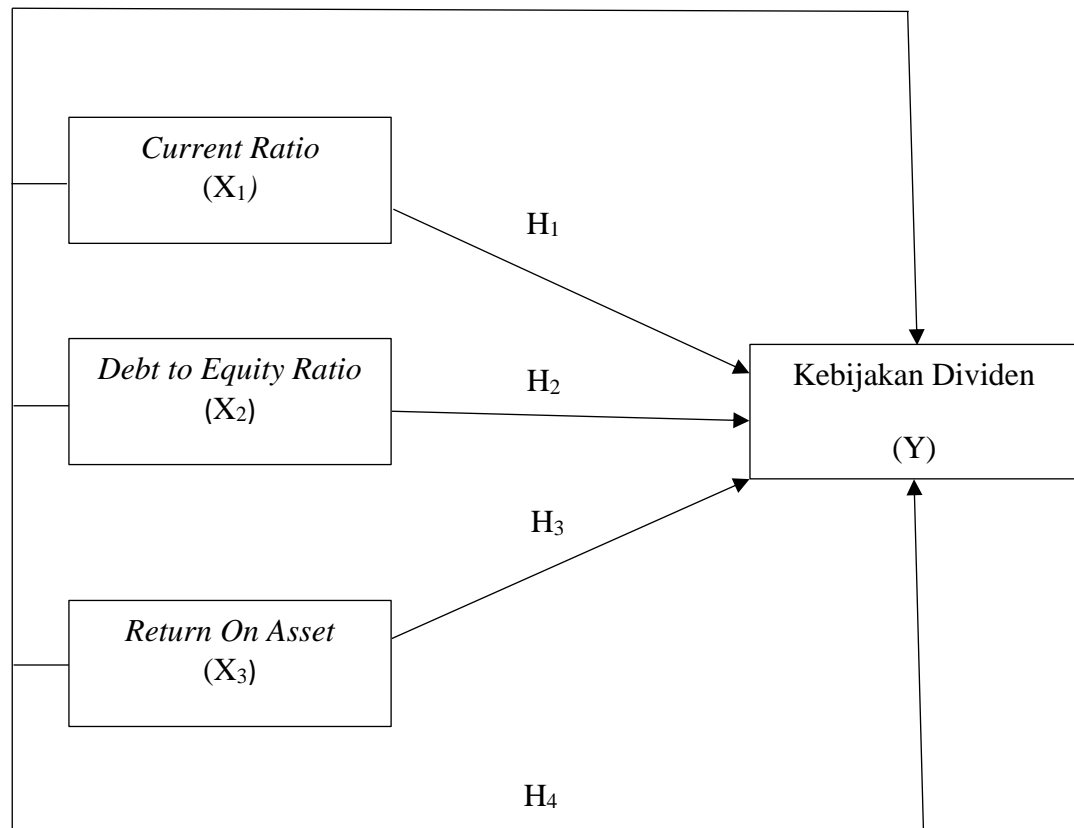 Current Ratio
(X₁)
H₁
Debt to Equity Ratio
(X₂)
H₂
Kebijakan Dividen
(Y)
H₃
Return On Asset
(X₃)
H₄